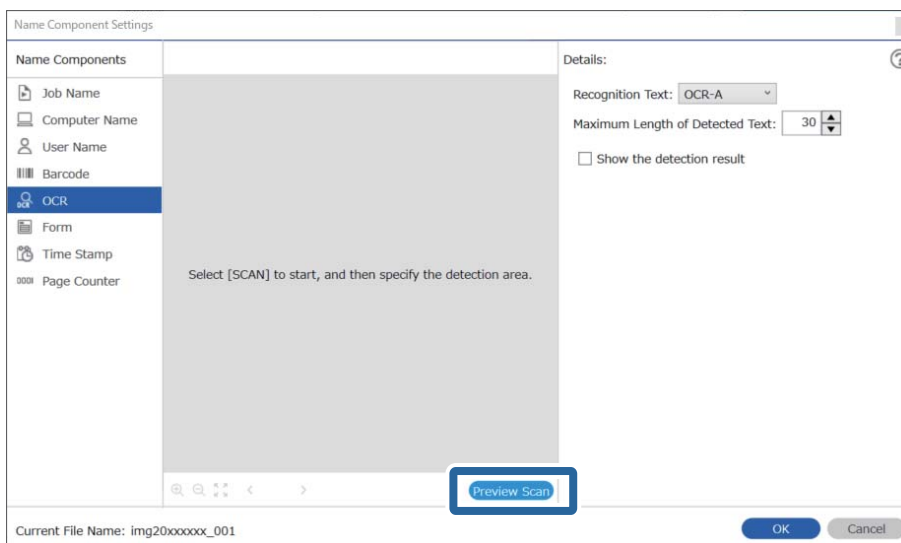 Name Component Settings
Name Components
Job Name
Computer Name
User Name
Barcode
OCR
OCR
Form
Time Stamp
0001 Page Counter
Select [SCAN] to start, and then specify the detection area.
Preview Scan
Details:
?
Recognition Text: OCR-A
Maximum Length of Detected Text: 30
Show the detection result
Current File Name: img20xxxxxx_001
OK
Cancel